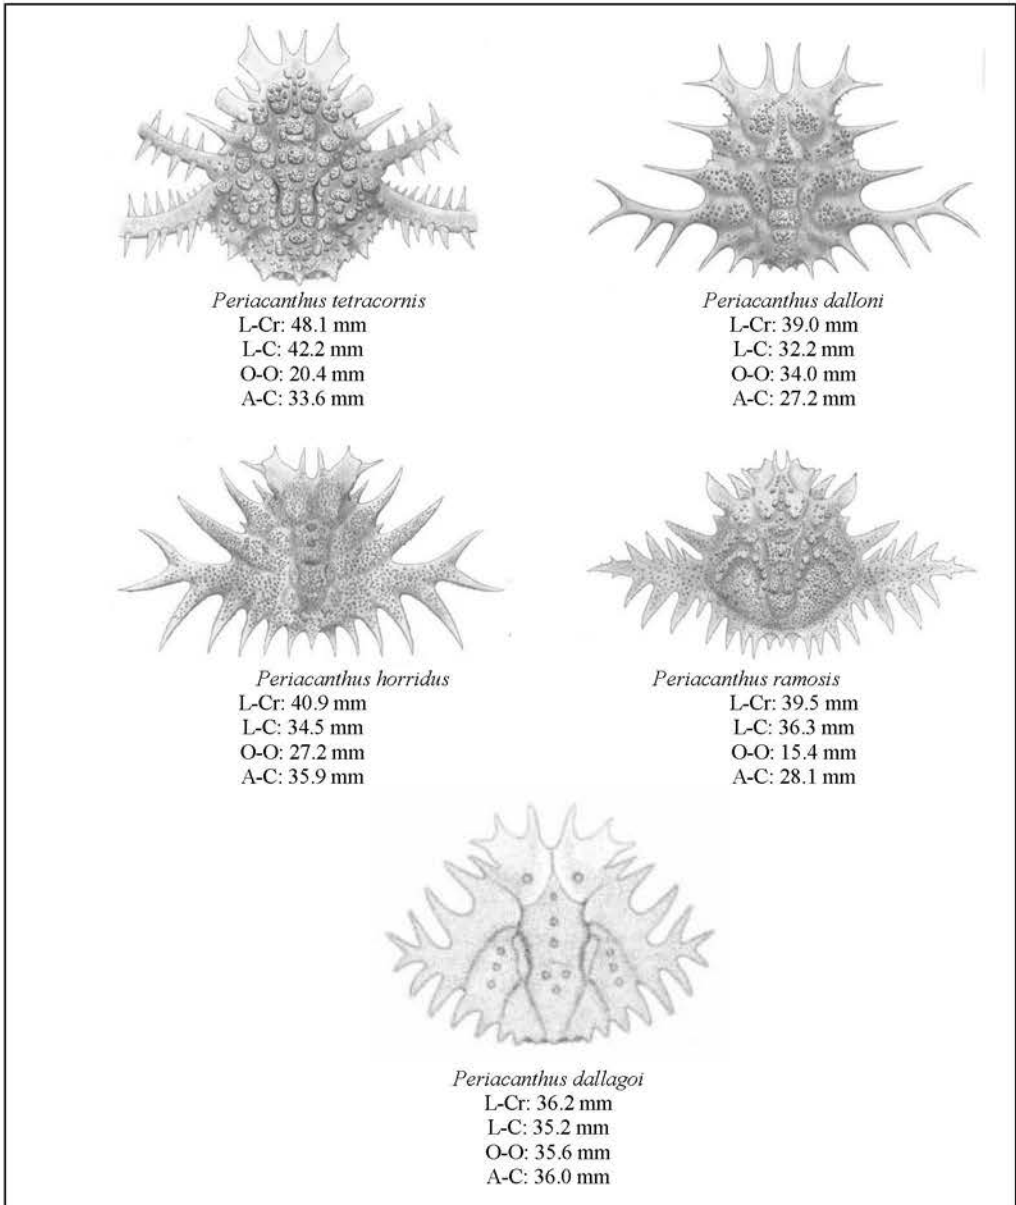 Periacanthus tetracornis
L-Cr: 48.1 mm
L-C: 42.2 mm
O-O: 20.4 mm
A-C: 33.6 mm
Periacanthus dalloni
L-Cr: 39.0 mm
L-C: 32.2 mm
O-O: 34.0 mm
A-C: 27.2 mm
Periacanthus horridus
L-Cr: 40.9 mm
L-C: 34.5 mm
O-O: 27.2 mm
A-C: 35.9 mm
Periacanthus ramosis
L-Cr: 39.5 mm
L-C: 36.3 mm
O-O: 15.4 mm
A-C: 28.1 mm
Periacanthus dallagoi
L-Cr: 36.2 mm
L-C: 35.2 mm
O-O: 35.6 mm
A-C: 36.0 mm